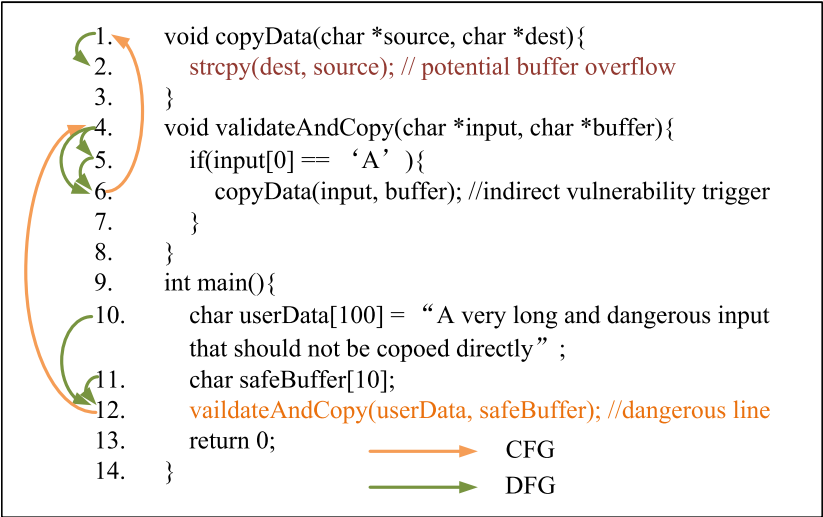 1. void copyData(char *source, char *dest){
2. strcpy(dest, source); // potential buffer overflow
3. }
4. void validateAndCopy(char *input, char *buffer){
5. if(input[0] == ‘A’){
6. copyData(input, buffer); //indirect vulnerability trigger
7. }
8. }
9. int main(){
10. char userData[100] = “A very long and dangerous input
that should not be copoed directly”;
11. char safeBuffer[10];
12. vaildateAndCopy(userData, safeBuffer); //dangerous line
13. return 0;
14. }
CFG
DFG